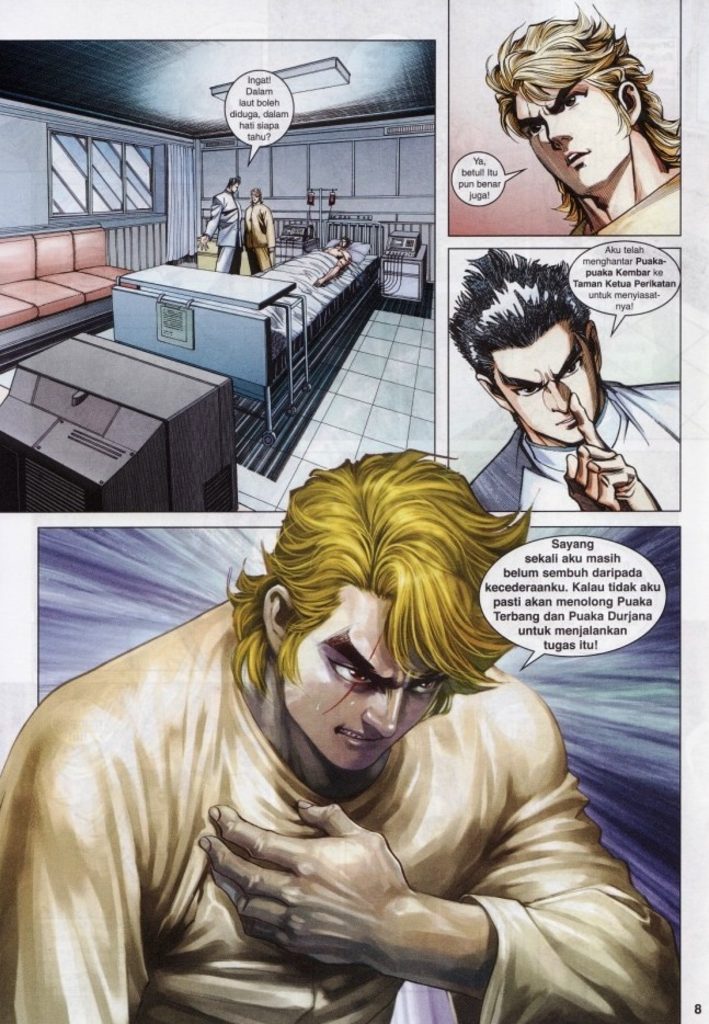 Ingat!
Dalam
laut boleh
diduga, dalam
hati siapa
tahu?
Ya,
betul! Itu
pun benar
juga!
Aku telah
menghantar Puaka-
puaka Kembar ke
Taman Ketua Perikatan
untuk menyiasat-
nya!
Sayang
sekali aku masih
belum sembuh daripada
kecederaanku. Kalau tidak aku
pasti akan menolong Puaka
Terbang dan Puaka Durjana
untuk menjalankan
tugas itu!
8